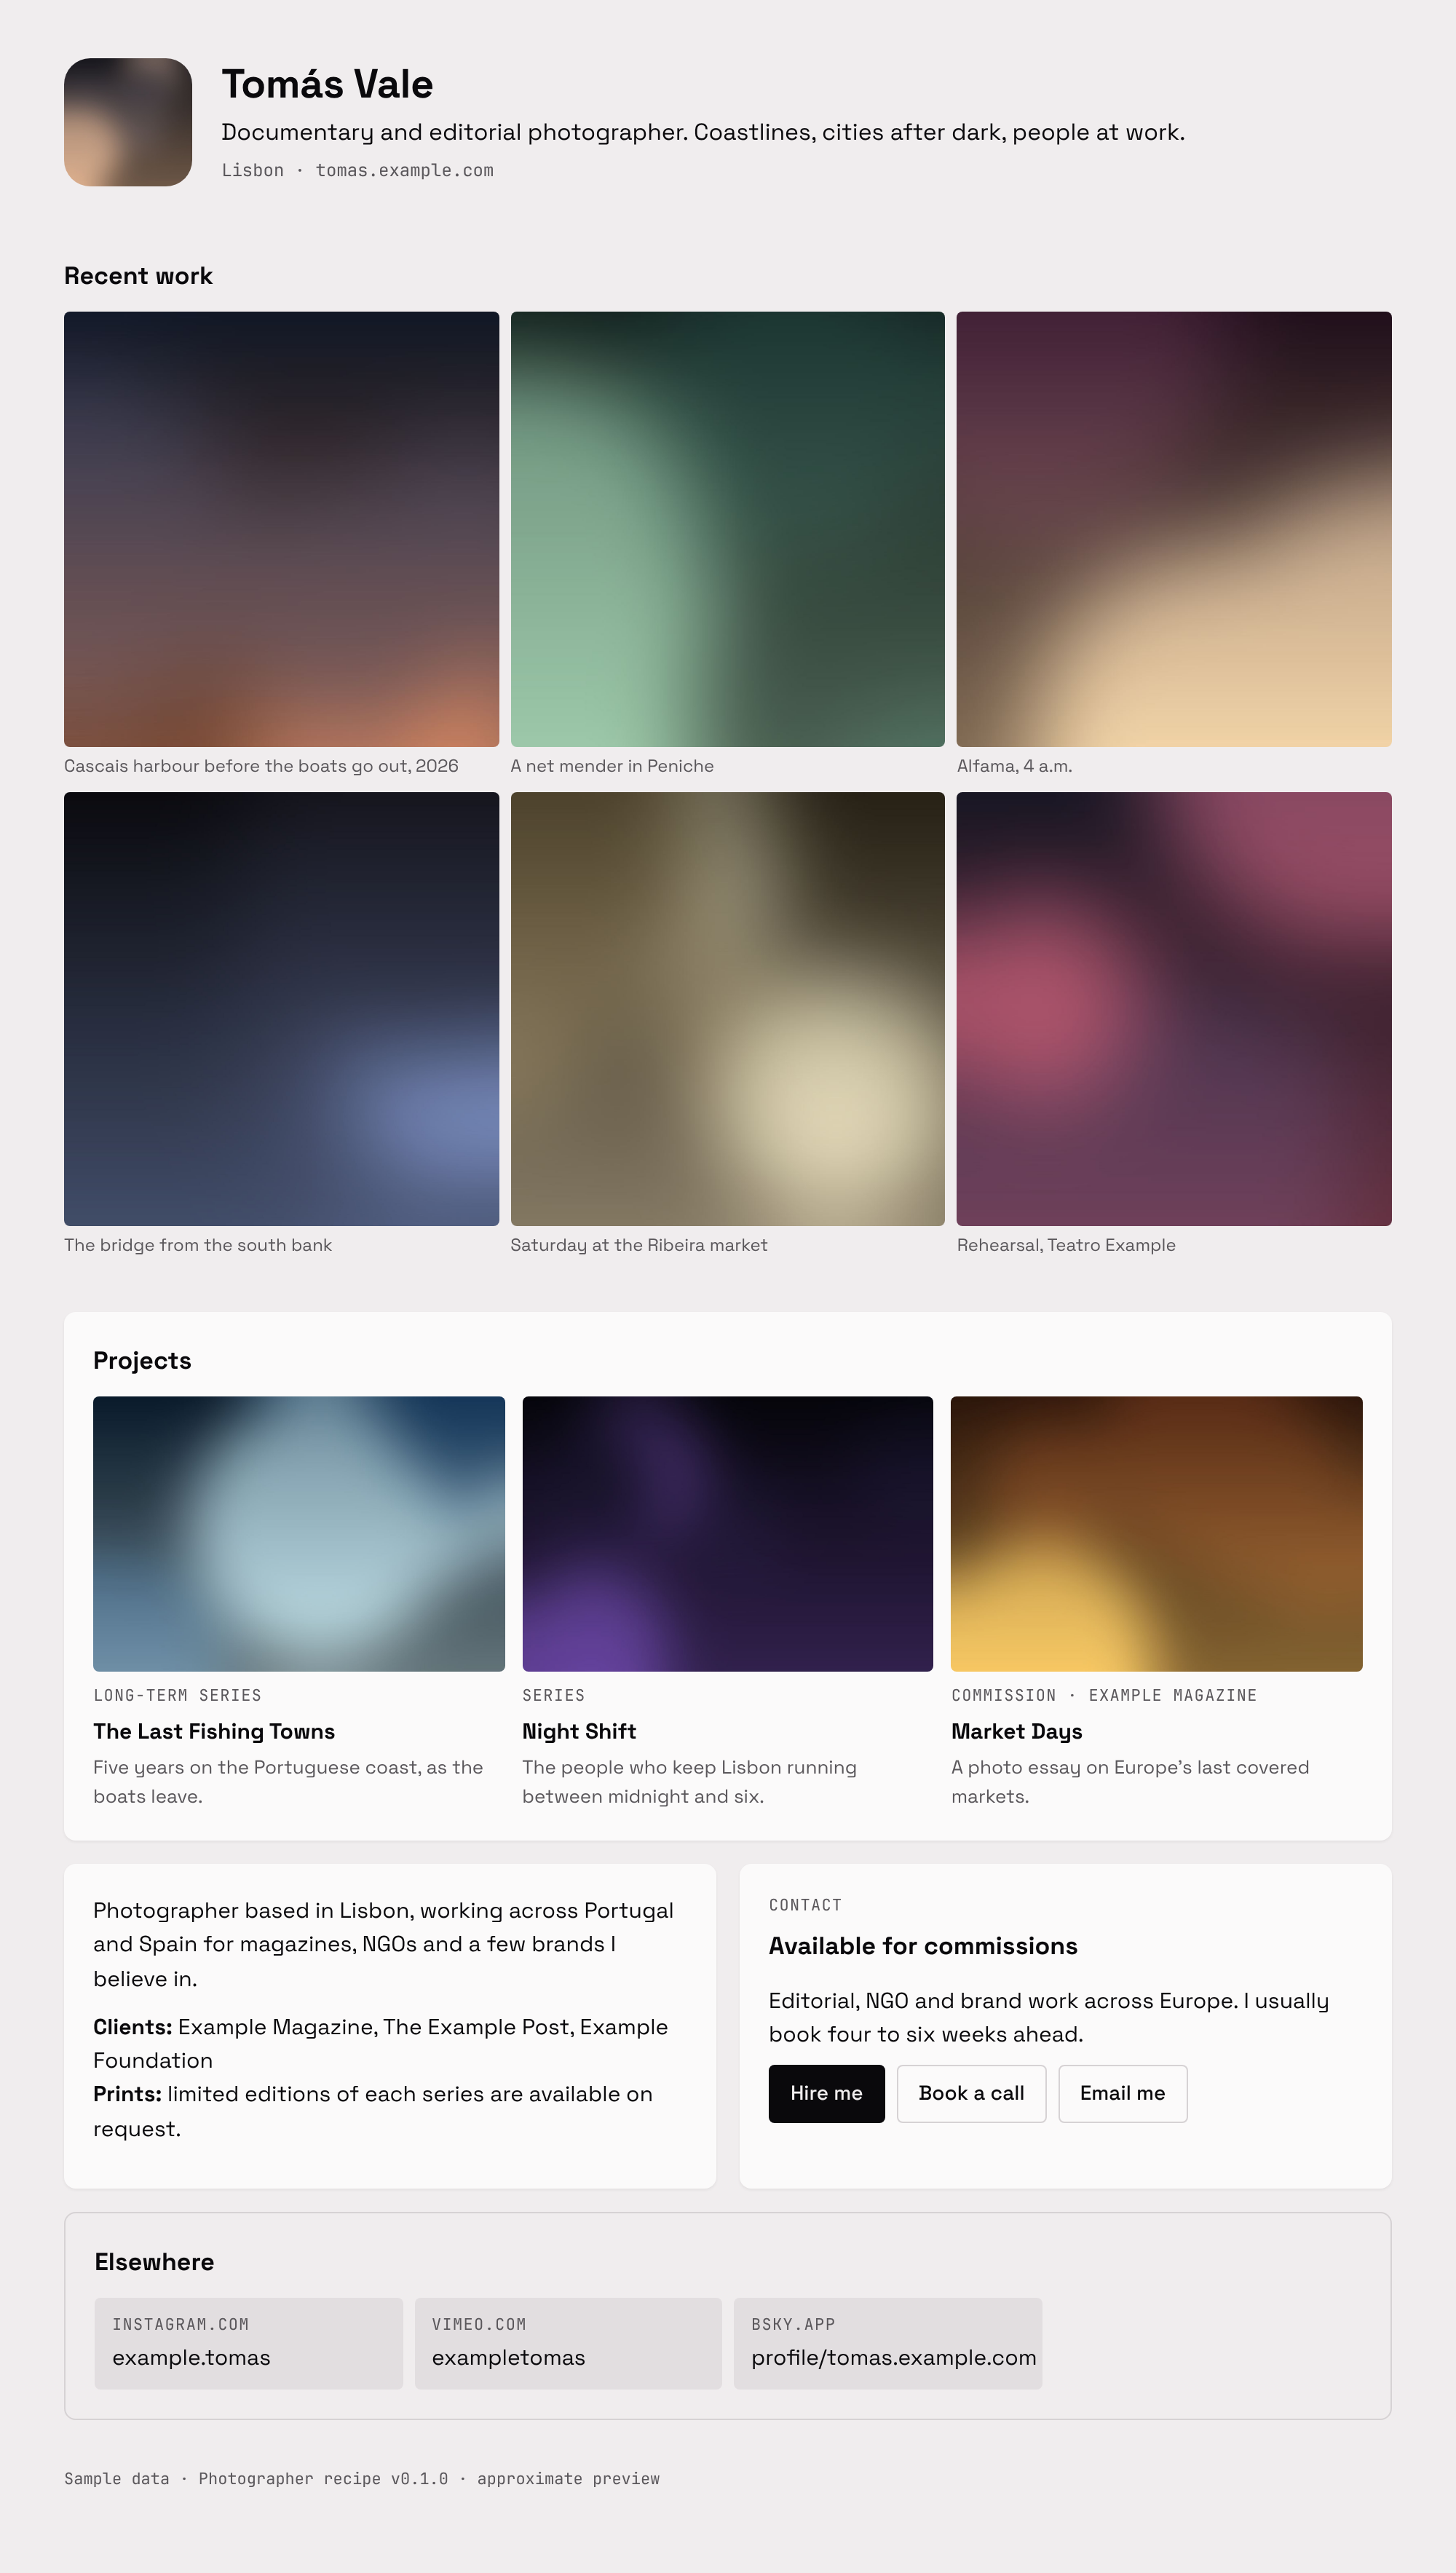 Tomás Vale
Documentary and editorial photographer. Coastlines, cities after dark, people at work.
Lisbon · tomas.example.com
Recent work
Cascais harbour before the boats go out, 2026
A net mender in Peniche
Alfama, 4 a.m.
The bridge from the south bank
Saturday at the Ribeira market
Rehearsal, Teatro Example
Projects
LONG-TERM SERIES
The Last Fishing Towns
Five years on the Portuguese coast, as the
boats leave.
SERIES
Night Shift
The people who keep Lisbon running
between midnight and six.
COMMISSION · EXAMPLE MAGAZINE
Market Days
A photo essay on Europe’s last covered
markets.
Photographer based in Lisbon, working across Portugal
and Spain for magazines, NGOs and a few brands I
believe in.
Clients: Example Magazine, The Example Post, Example
Foundation
Prints: limited editions of each series are available on
request.
CONTACT
Available for commissions
Editorial, NGO and brand work across Europe. I usually
book four to six weeks ahead.
Hire me
Book a call
Email me
Elsewhere
INSTAGRAM.COM
example.tomas
VIMEO.COM
exampletomas
BSKY.APP
profile/tomas.example.com
Sample data · Photographer recipe v0.1.0 · approximate preview